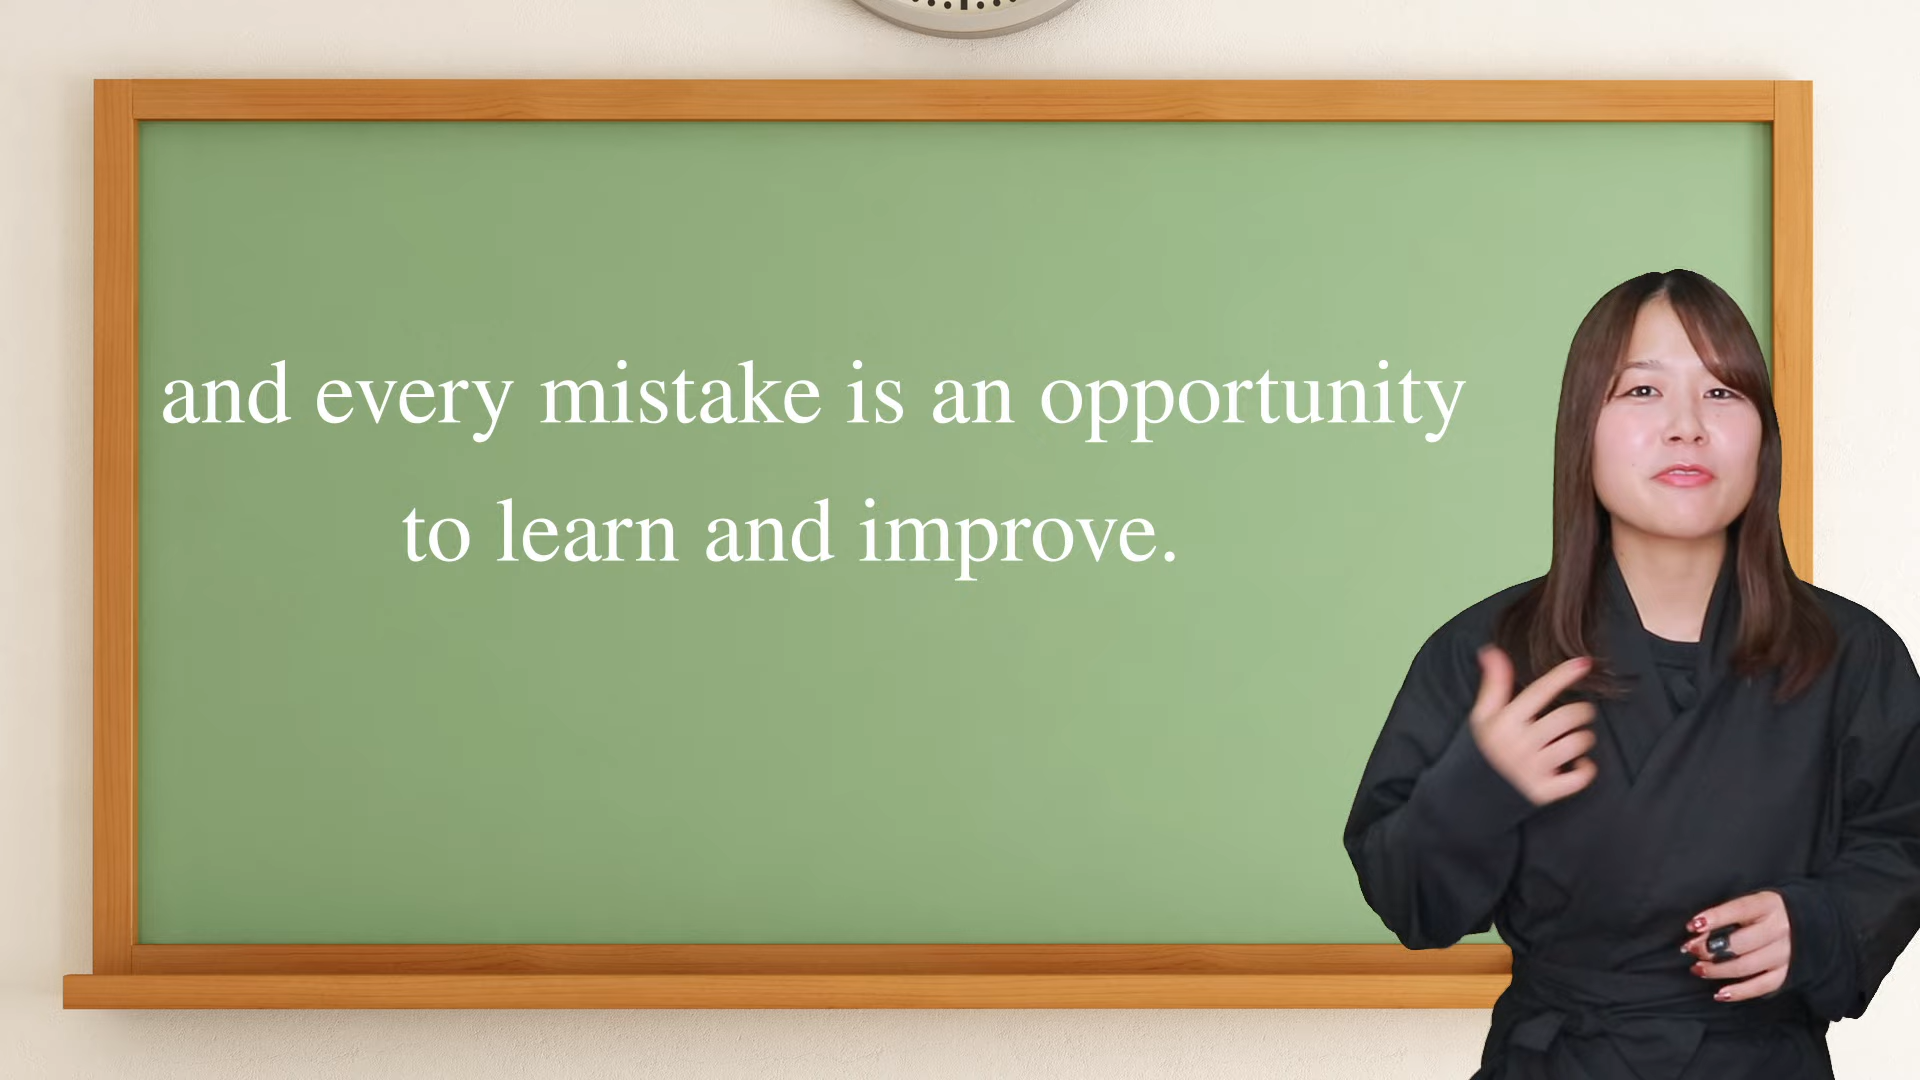 and every mistake is an opportunity
to learn and improve.